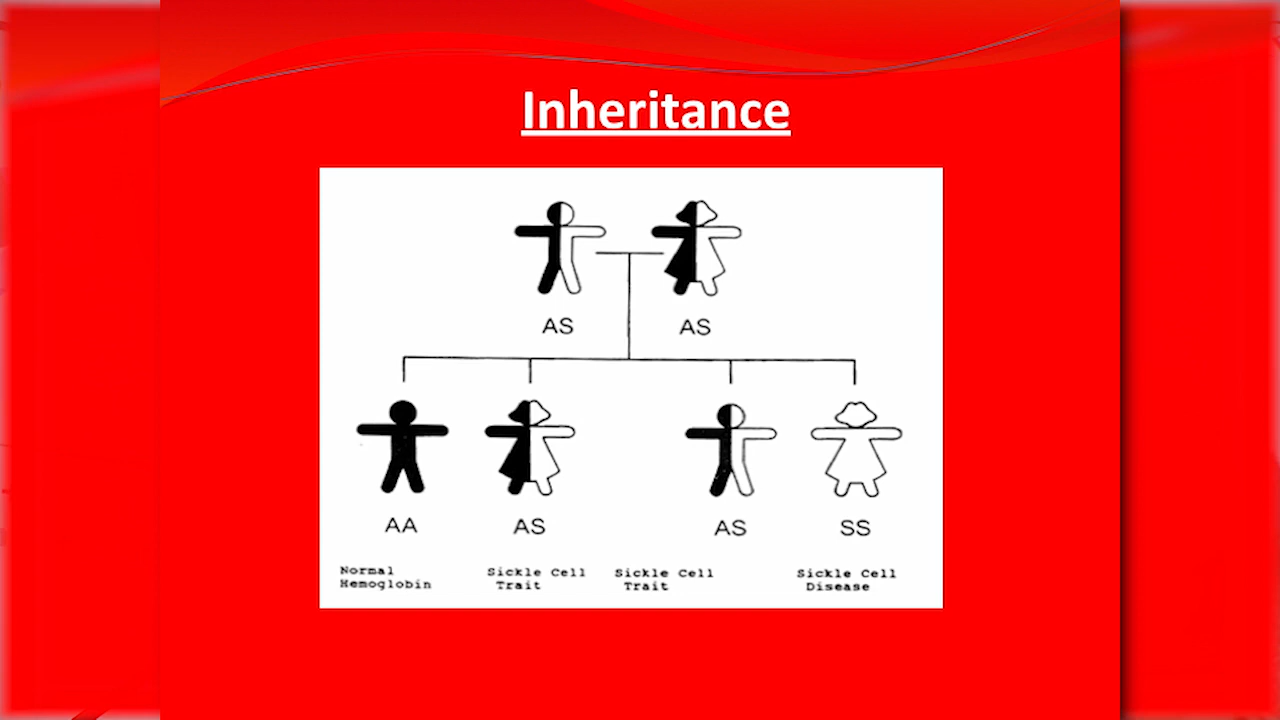 Inheritance
AS AS
AA AS AS SS
Normal Sickle Cell Sickle Cell Sickle Cell
Hemoglobin Trait Trait Disease